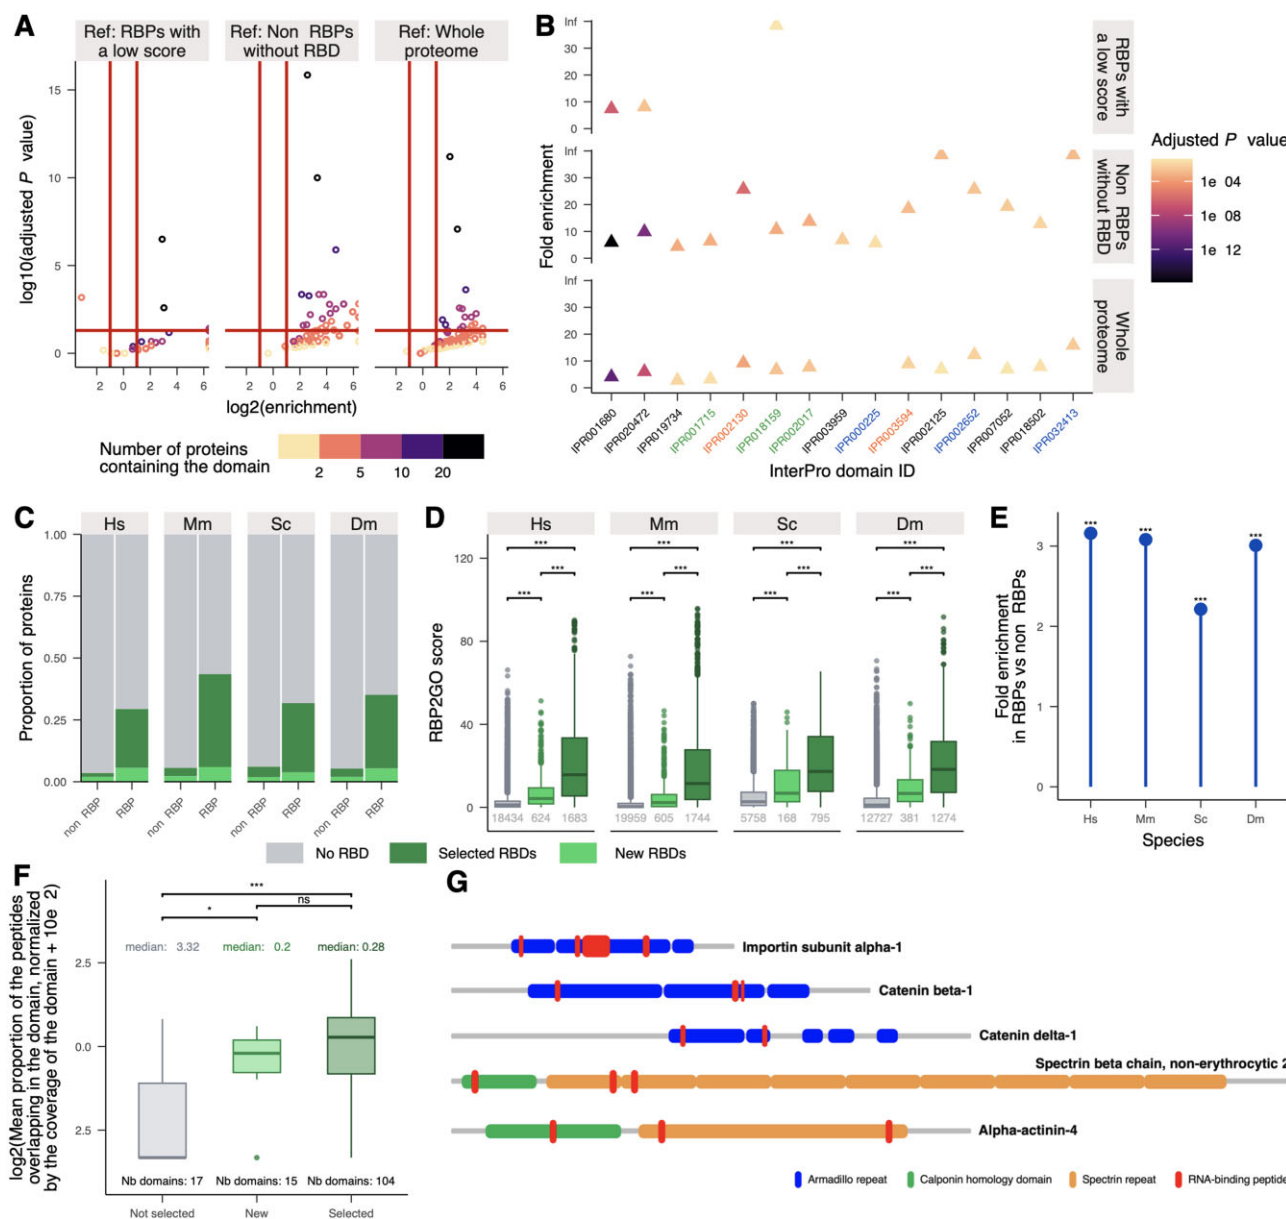 A
Ref: RBPs with
a low score
Ref: Non RBPs
without RBD
Ref: Whole
proteome
15
10
5
0
log10(adjusted P value)
2 0 2 4 6
2 0 2 4 6
2 0 2 4 6
log2(enrichment)
Number of proteins
containing the domain
2 5 10 20
B
Inf
40
30
20
10
0
Inf
40
30
20
10
0
Inf
40
30
20
10
0
Fold enrichment
RBPs with
a low score
Non RBPs
without RBD
Whole
proteome
IPR001680
IPR020472
IPR019734
IPR001715
IPR002130
IPR018159
IPR002017
IPR003959
IPR000225
IPR003594
IPR002125
IPR002652
IPR007052
IPR018502
IPR032413
InterPro domain ID
Adjusted P value
1e 04
1e 08
1e 12
C
Hs Mm Sc Dm
1.00
0.75
0.50
0.25
0.00
Proportion of proteins
non RBP
RBP
non RBP
RBP
non RBP
RBP
non RBP
RBP
D
Hs Mm Sc Dm
120
80
40
0
RBP2GO score
*** *** *** ***
*** *** *** ***
*** *** *** ***
18434 624 1683
19959 605 1744
5758 168 795
12727 381 1274
No RBD
Selected RBDs
New RBDs
E
3
2
1
0
Fold enrichment
in RBPs vs non RBPs
*** *** *** ***
Hs Mm Sc Dm
Species
F
log2(Mean proportion of the peptides
overlapping in the domain, normalized
by the coverage of the domain + 10e 2)
***
ns
*
median: 3.32
median: 0.2
median: 0.28
2.5
0.0
2.5
Nb domains: 17
Nb domains: 15
Nb domains: 104
Not selected
New
Selected
G
Importin subunit alpha-1
Catenin beta-1
Catenin delta-1
Spectrin beta chain, non-erythrocytic 2
Alpha-actinin-4
Armadillo repeat
Calponin homology domain
Spectrin repeat
RNA-binding peptide